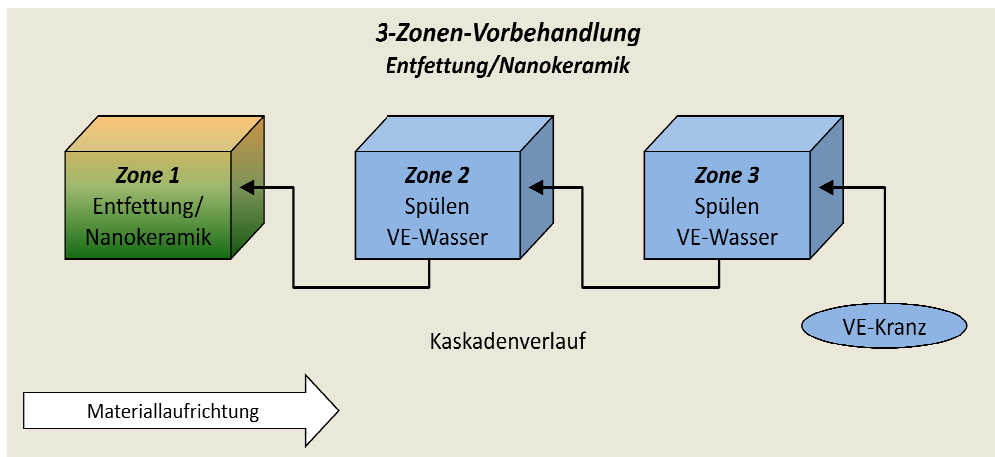 3-Zonen-Vorbehandlung
Entfettung/Nanokeramik
Zone 1
Entfettung/
Nanokeramik
Zone 2
Spülen
VE-Wasser
Zone 3
Spülen
VE-Wasser
VE-Kranz
Kaskadenverlauf
Materiallaufrichtung